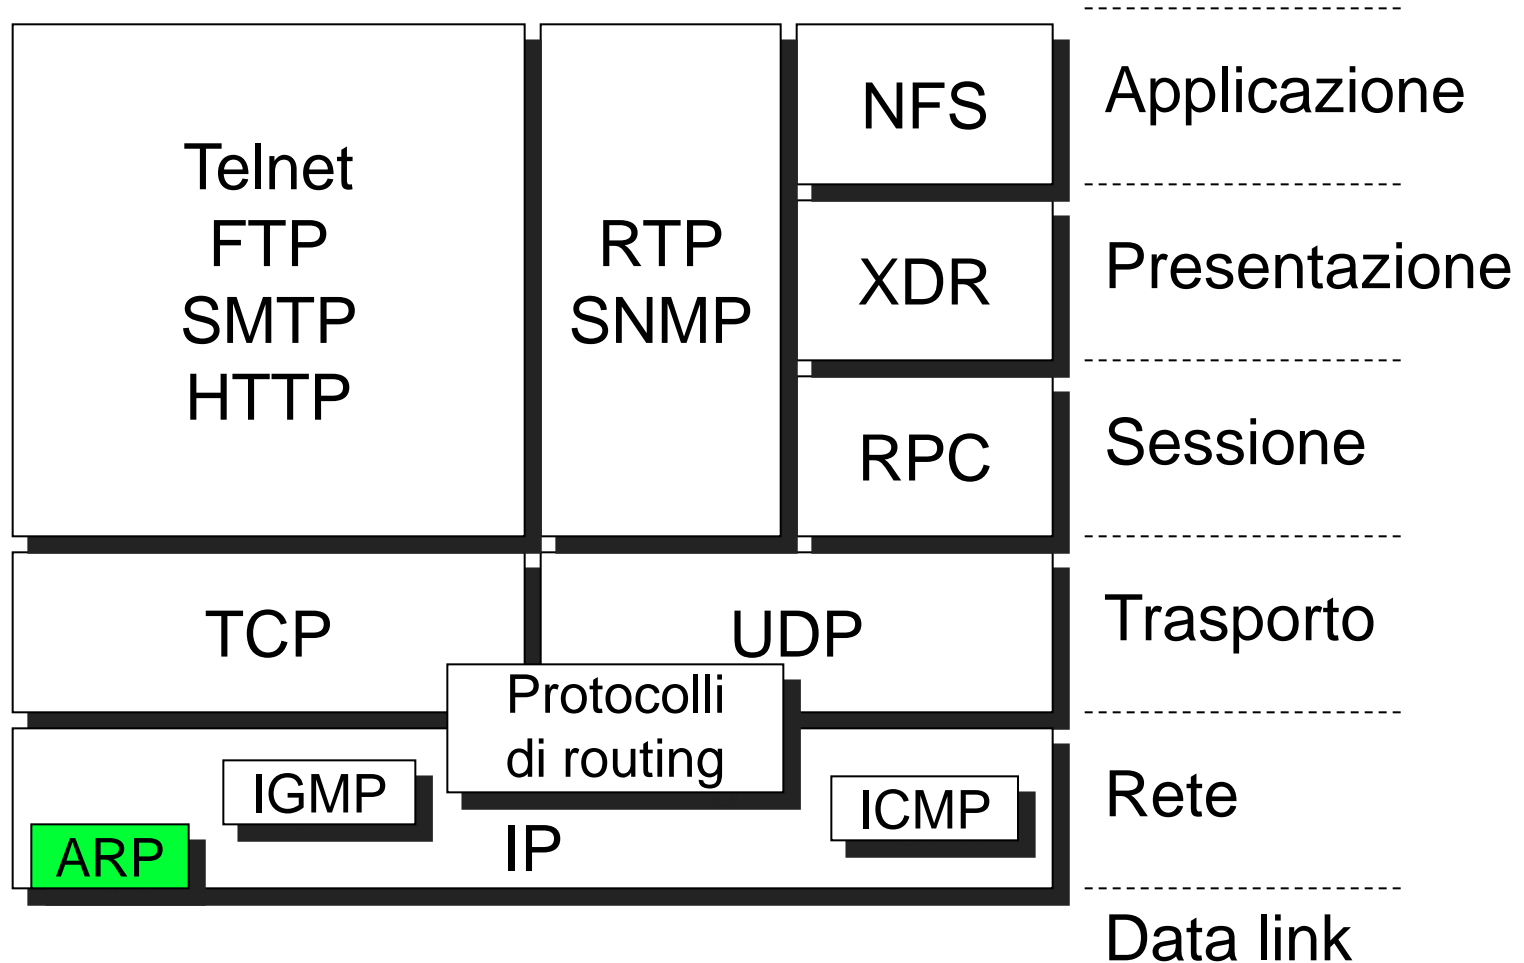 Telnet
FTP
SMTP
HTTP
RTP
SNMP
NFS
XDR
RPC
TCP
UDP
Protocolli
di routing
IGMP
ICMP
ARP
IP
Applicazione
Presentazione
Sessione
Trasporto
Rete
Data link